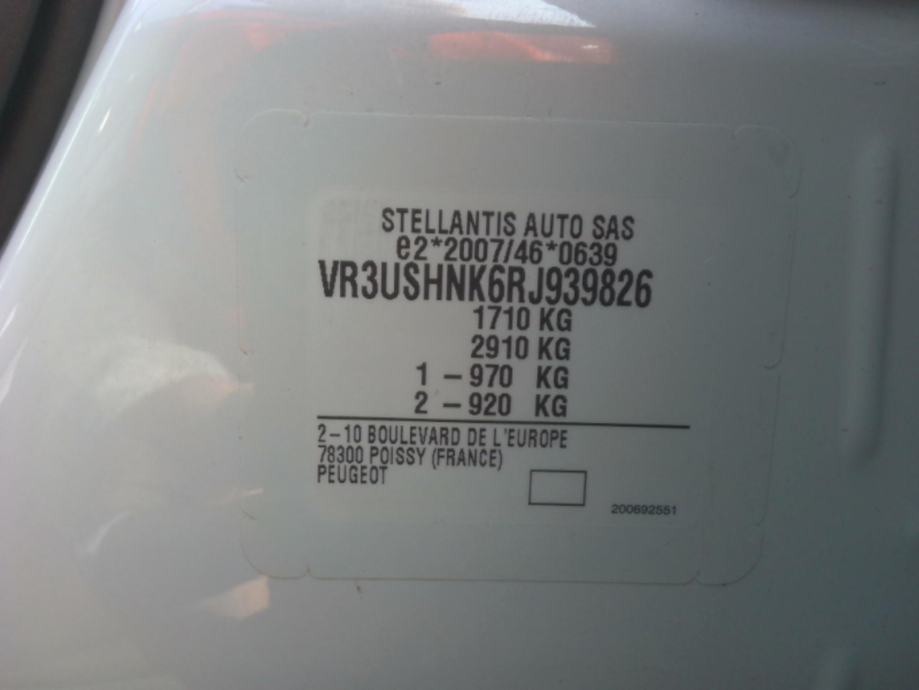 STELLANTIS AUTO SAS
e2*2007/46*0639
VR3USHNK6RJ939826
1710 KG
2910 KG
1 - 970 KG
2 - 920 KG
2-10 BOULEVARD DE L'EUROPE
78300 POISSY (FRANCE)
PEUGEOT
200692551